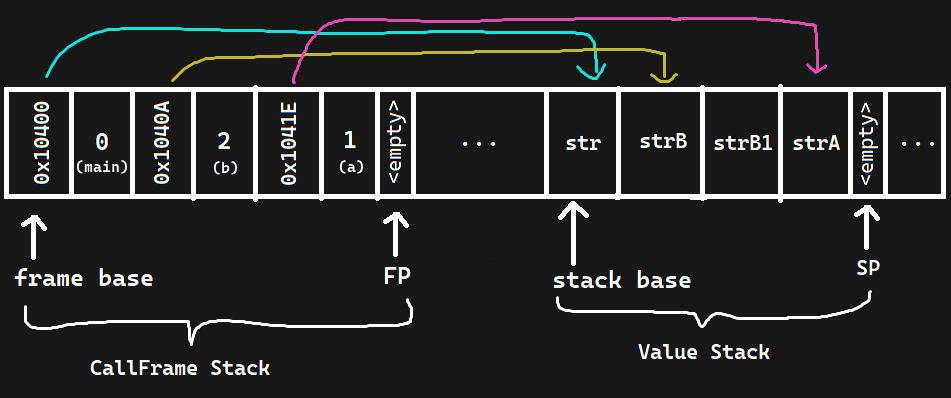 0x10400
0
(main)
0x1040A
2
(b)
0x1041E
1
(a)
<empty>
...
str
strB
strB1
strA
<empty>
...
frame base
FP
stack base
SP
CallFrame Stack
Value Stack